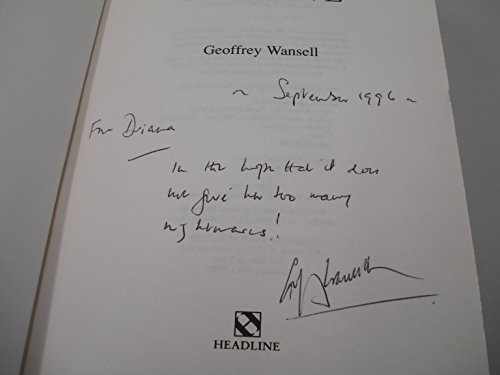 Geoffrey Wansell
~ September 1996 ~
For Diana
In the hope that it does
not give her too many
nightmares!
HEADLINE